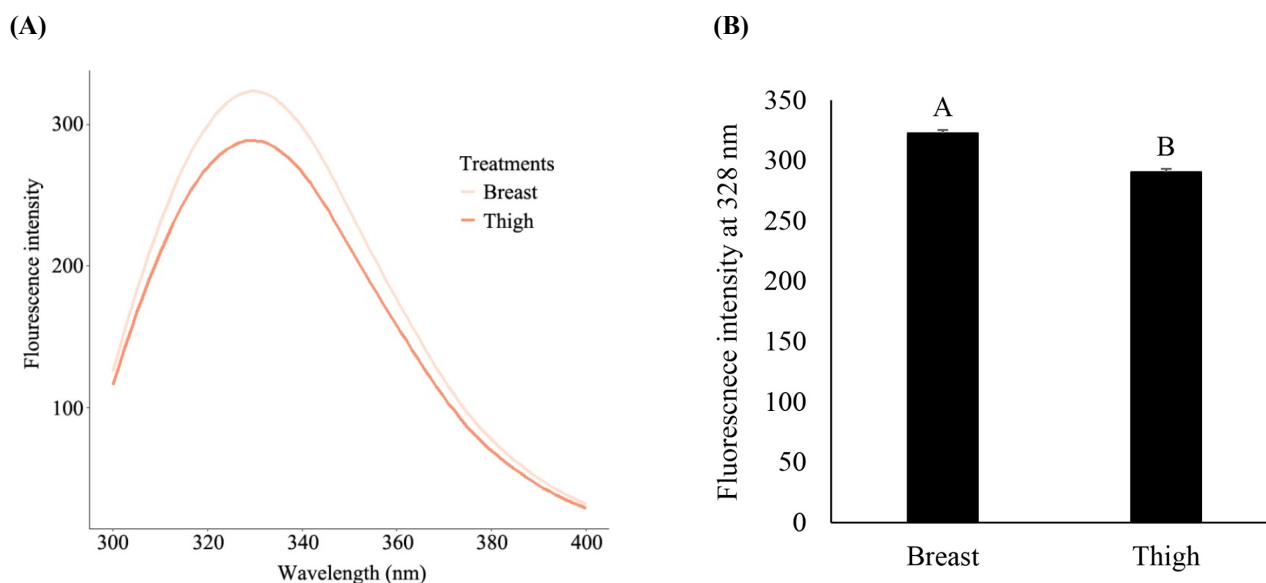 (A)
Flourescence intensity
300
200
100
300
320
340
360
380
400
Wavelength (nm)
Treatments
Breast
Thigh
(B)
Fluorescnece intensity at 328 nm
350
300
250
200
150
100
50
0
A
B
Breast
Thigh